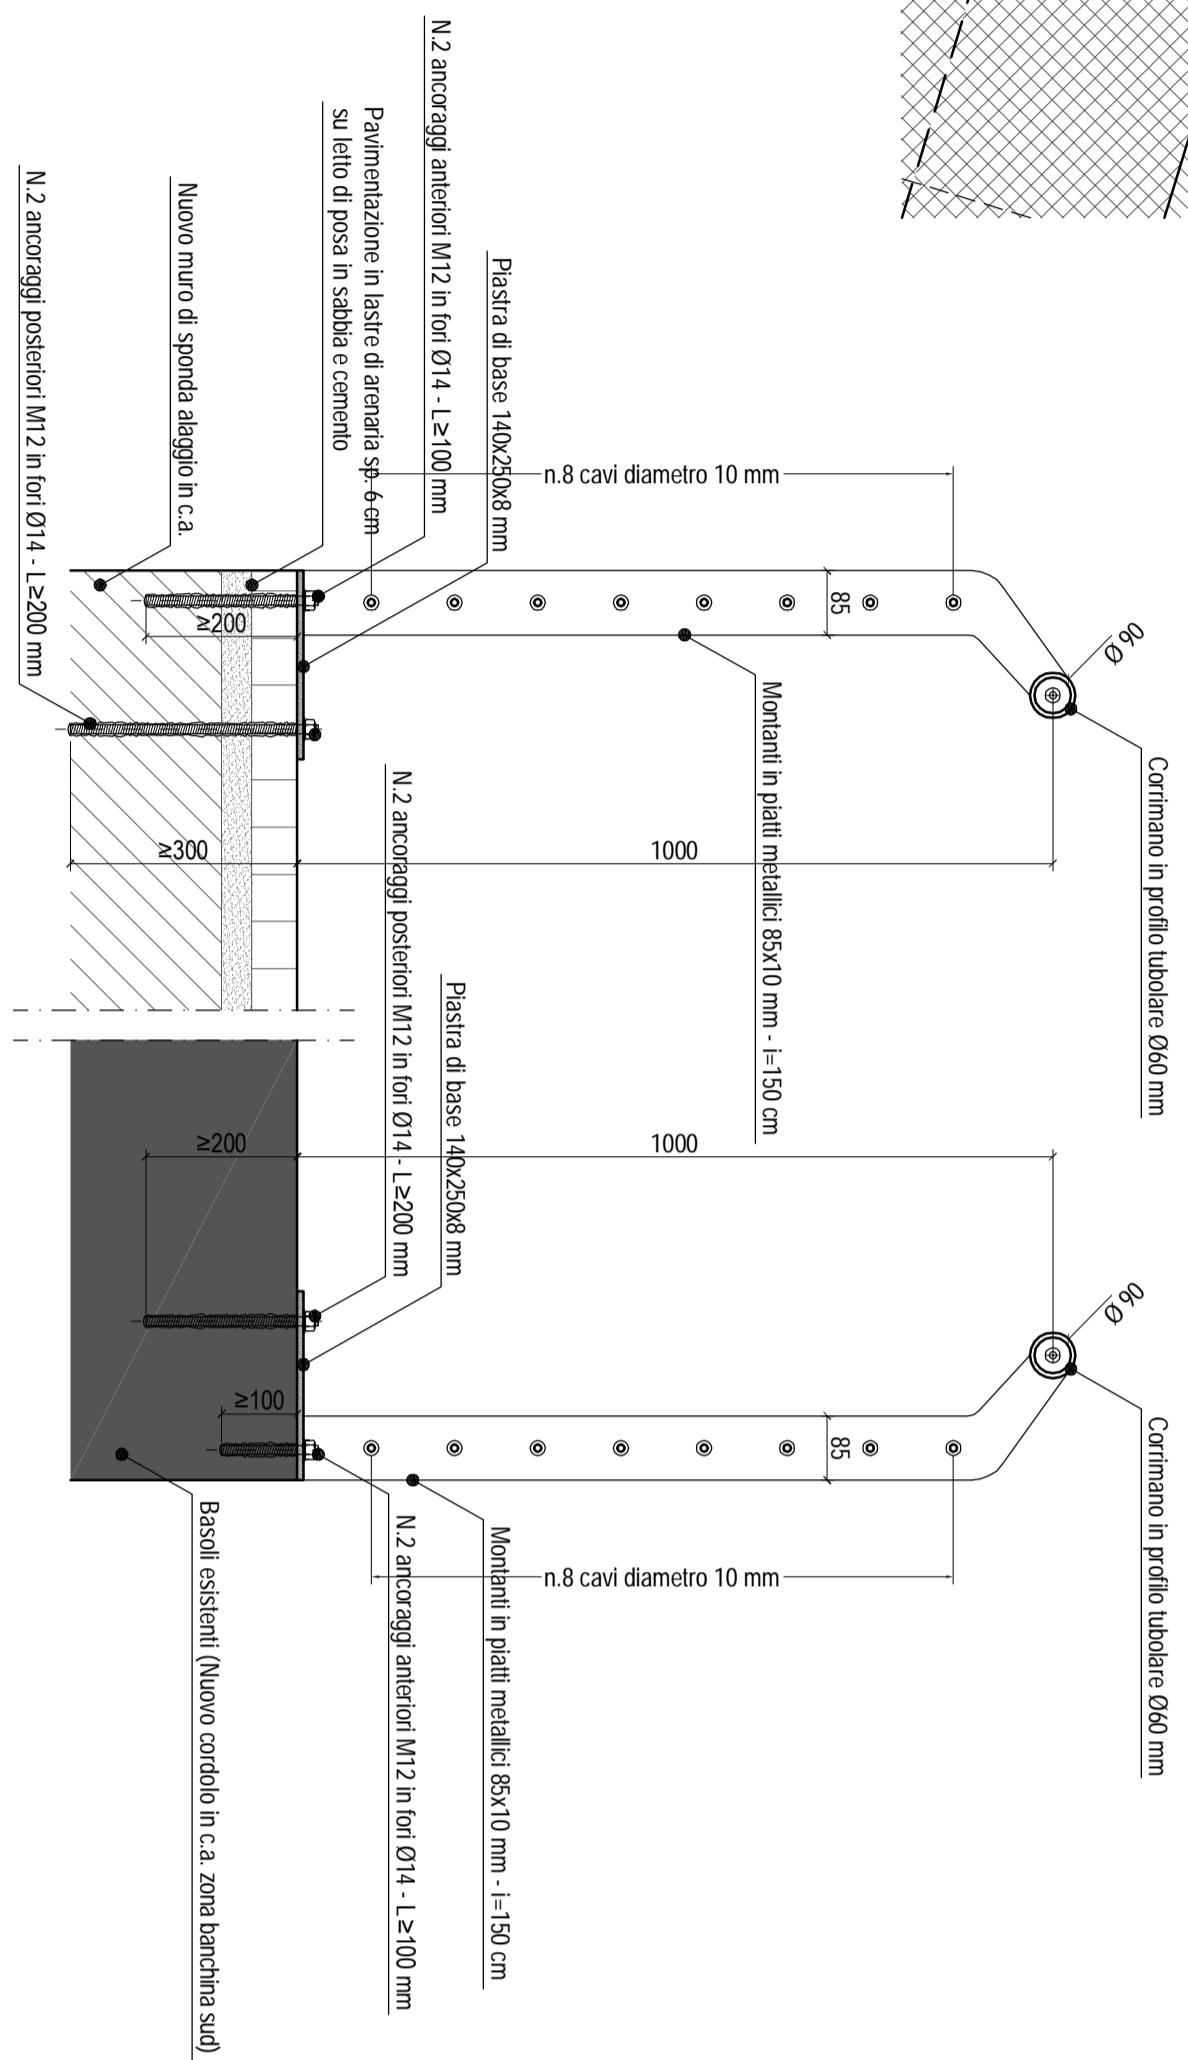 Corrimano in profilo tubolare Ø60 mm
Ø 90
1000
Montanti in piatti metallici 85x10 mm - i=150 cm
85
n.8 cavi diametro 10 mm
Piastra di base 140x250x8 mm
N.2 ancoraggi anteriori M12 in fori Ø14 - L≥100 mm
Pavimentazione in lastre di arenaria sp. 6 cm
su letto di posa in sabbia e cemento
Nuovo muro di sponda alaggio in c.a.
N.2 ancoraggi posteriori M12 in fori Ø14 - L≥200 mm
≥200
≥300
Corrimano in profilo tubolare Ø60 mm
Ø 90
1000
85
n.8 cavi diametro 10 mm
Montanti in piatti metallici 85x10 mm - i=150 cm
Piastra di base 140x250x8 mm
N.2 ancoraggi posteriori M12 in fori Ø14 - L≥200 mm
N.2 ancoraggi anteriori M12 in fori Ø14 - L≥100 mm
≥200
≥100
Basoli esistenti (Nuovo cordolo in c.a. zona banchina sud)